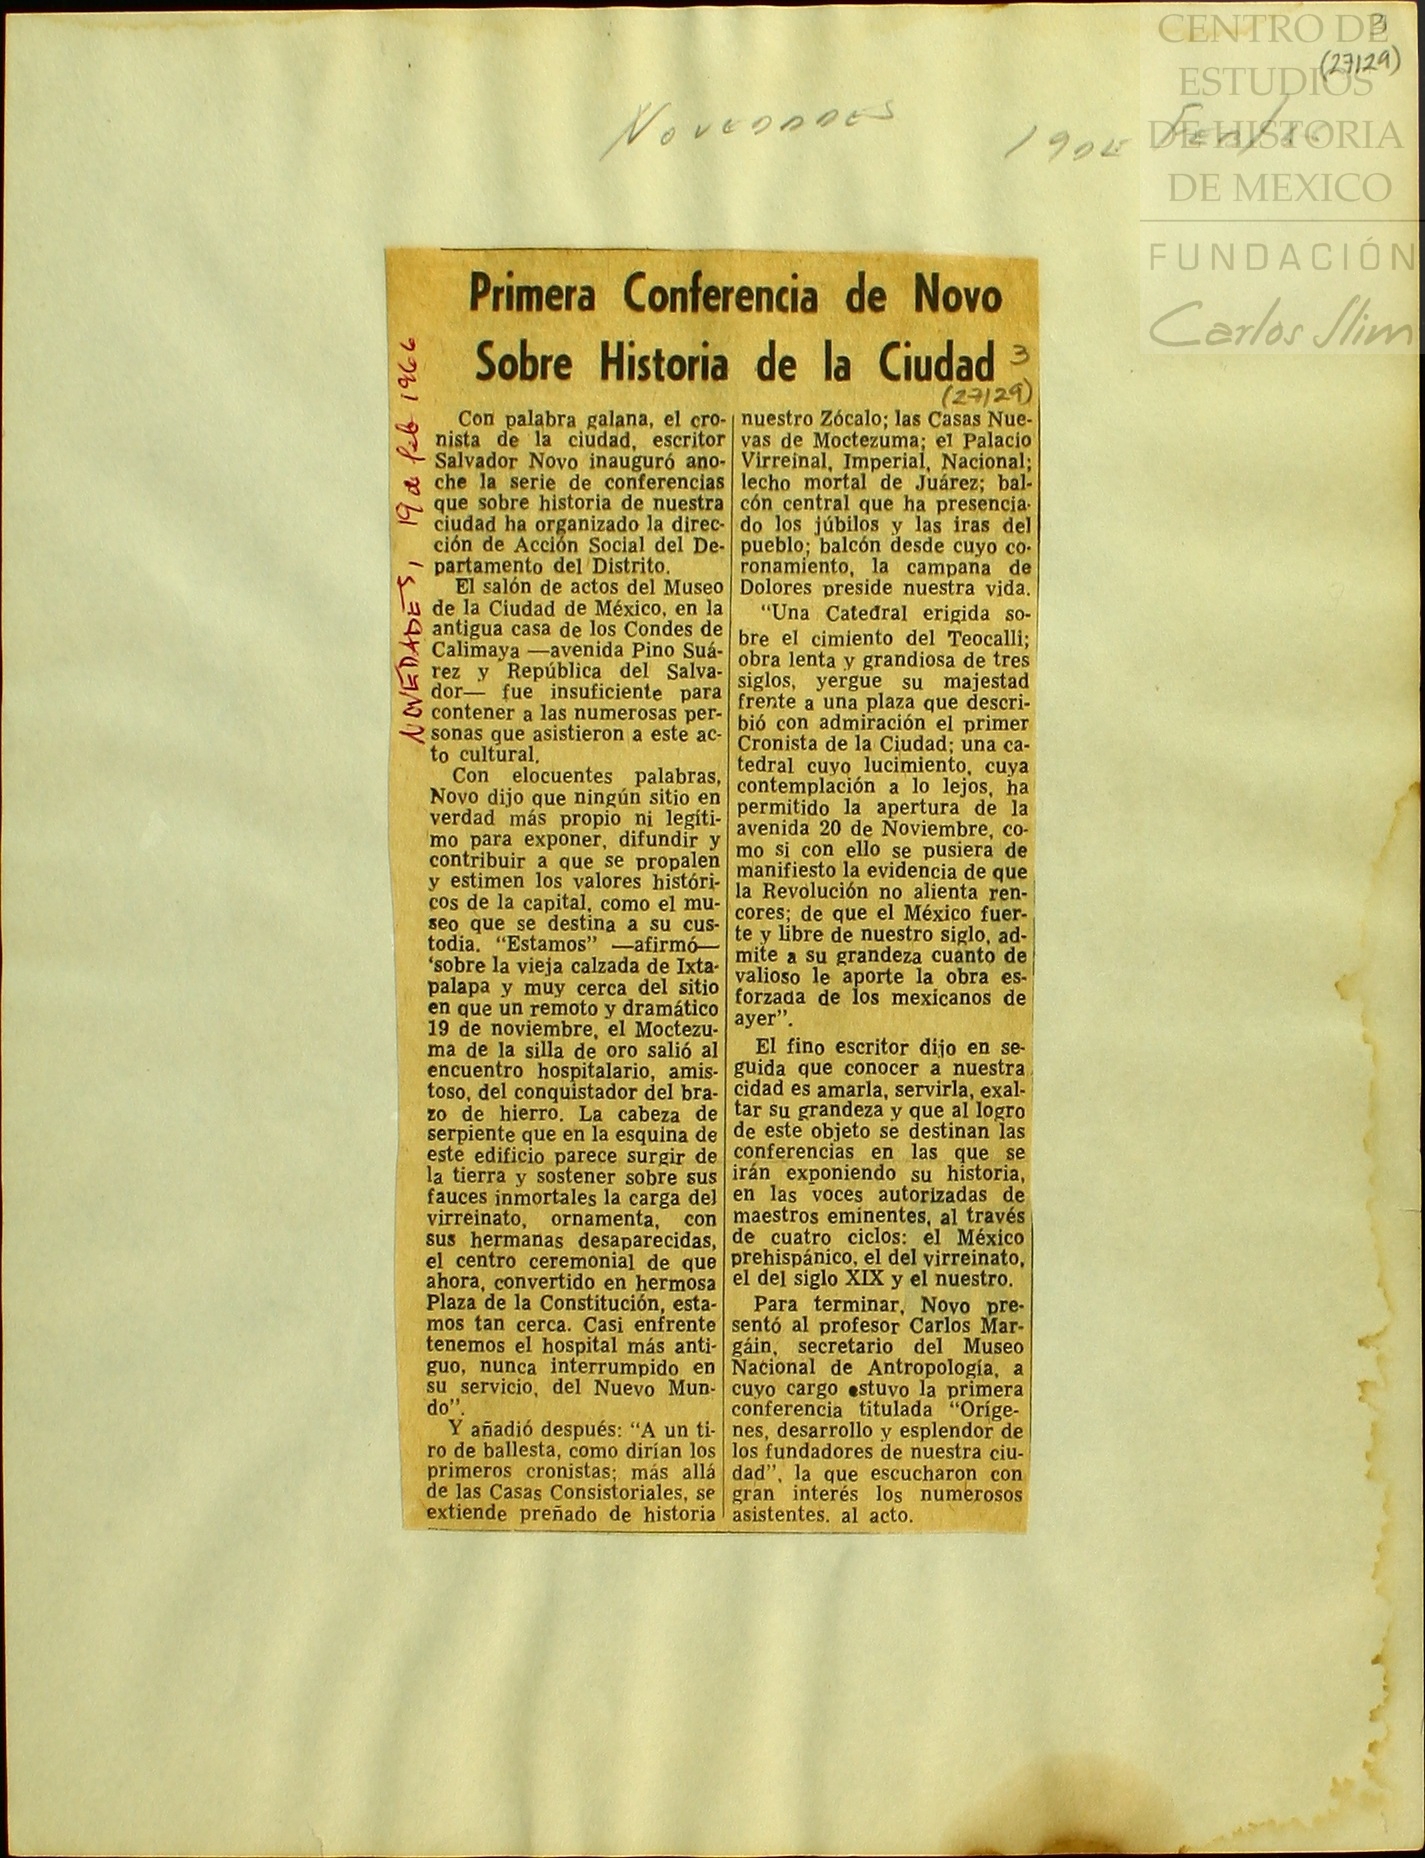 CENTRO DE
ESTUDIOS
DE HISTORIA
DE MEXICO
FUNDACIÓN
Carlos Slim
3
(27129)
Novedades
19 DE
NOVEDADES, 19 de feb 1966
Primera Conferencia de Novo
Sobre Historia de la Ciudad
3
(27129)
Con palabra galana, el cro-
nista de la ciudad, escritor
Salvador Novo inauguró ano-
che la serie de conferencias
que sobre historia de nuestra
ciudad ha organizado la direc-
ción de Acción Social del De-
partamento del Distrito.
El salón de actos del Museo
de la Ciudad de México, en la
antigua casa de los Condes de
Calimaya —avenida Pino Suá-
rez y República del Salva-
dor— fue insuficiente para
contener a las numerosas per-
sonas que asistieron a este ac-
to cultural.
Con elocuentes palabras,
Novo dijo que ningún sitio en
verdad más propio ni legíti-
mo para exponer, difundir y
contribuir a que se propalen
y estimen los valores históri-
cos de la capital, como el mu-
seo que se destina a su cus-
todia. "Estamos" —afirmó—
'sobre la vieja calzada de Ixta-
palapa y muy cerca del sitio
en que un remoto y dramático
19 de noviembre, el Moctezu-
ma de la silla de oro salió al
encuentro hospitalario, amis-
toso, del conquistador del bra-
zo de hierro. La cabeza de
serpiente que en la esquina de
este edificio parece surgir de
la tierra y sostener sobre sus
fauces inmortales la carga del
virreinato, ornamenta, con
sus hermanas desaparecidas,
el centro ceremonial de que
ahora, convertido en hermosa
Plaza de la Constitución, esta-
mos tan cerca. Casi enfrente
tenemos el hospital más anti-
guo, nunca interrumpido en
su servicio, del Nuevo Mun-
do".
Y añadió después: "A un ti-
ro de ballesta, como dirían los
primeros cronistas; más allá
de las Casas Consistoriales, se
extiende preñado de historia
nuestro Zócalo; las Casas Nue-
vas de Moctezuma; el Palacio
Virreinal, Imperial, Nacional;
lecho mortal de Juárez; bal-
cón central que ha presencia-
do los júbilos y las iras del
pueblo; balcón desde cuyo co-
ronamiento, la campana de
Dolores preside nuestra vida.
"Una Catedral erigida so-
bre el cimiento del Teocalli;
obra lenta y grandiosa de tres
siglos, yergue su majestad
frente a una plaza que descri-
bió con admiración el primer
Cronista de la Ciudad; una ca-
tedral cuyo lucimiento, cuya
contemplación a lo lejos, ha
permitido la apertura de la
avenida 20 de Noviembre, co-
mo si con ello se pusiera de
manifiesto la evidencia de que
la Revolución no alienta ren-
cores; de que el México fuer-
te y libre de nuestro siglo, ad-
mite a su grandeza cuanto de
valioso le aporte la obra es-
forzada de los mexicanos de
ayer".
El fino escritor dijo en se-
guida que conocer a nuestra
cidad es amarla, servirla, exal-
tar su grandeza y que al logro
de este objeto se destinan las
conferencias en las que se
irán exponiendo su historia,
en las voces autorizadas de
maestros eminentes, al través
de cuatro ciclos: el México
prehispánico, el del virreinato,
el del siglo XIX y el nuestro.
Para terminar, Novo pre-
sentó al profesor Carlos Mar-
gáin, secretario del Museo
Nacional de Antropología, a
cuyo cargo estuvo la primera
conferencia titulada "Oríge-
nes, desarrollo y esplendor de
los fundadores de nuestra ciu-
dad", la que escucharon con
gran interés los numerosos
asistentes. al acto.